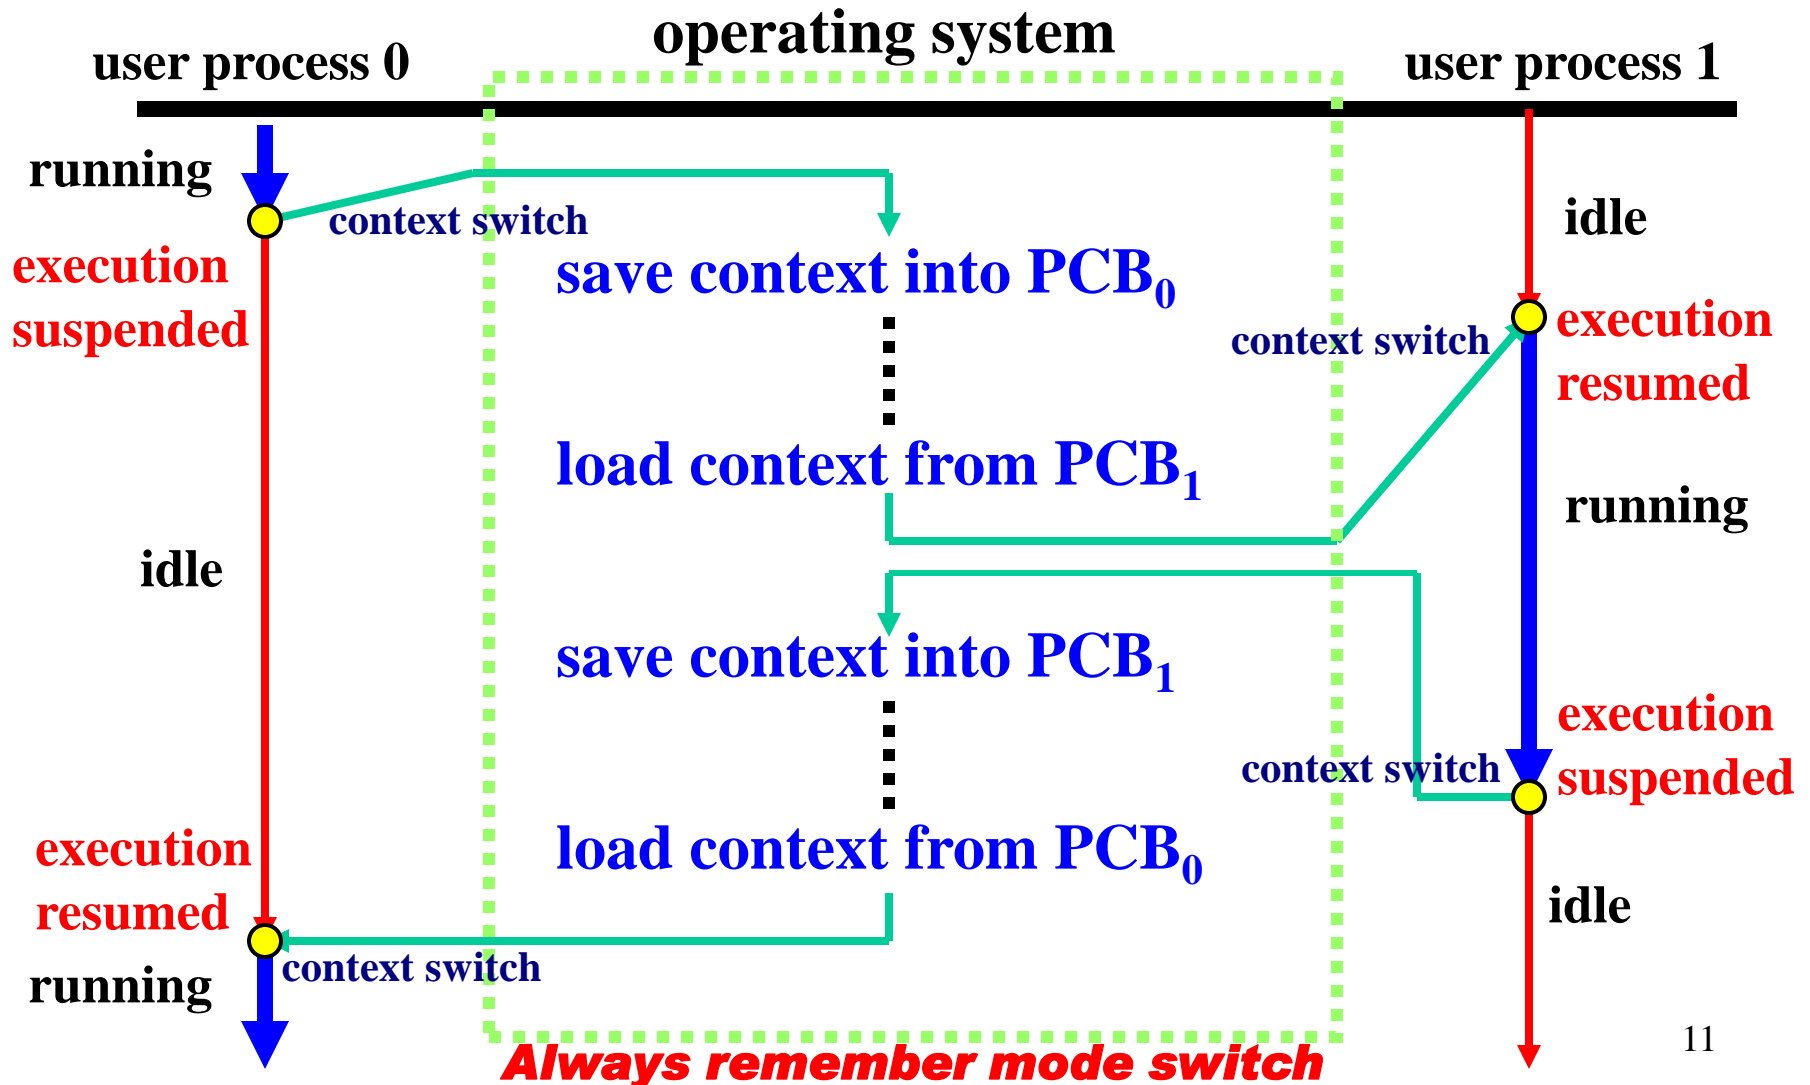 operating system
user process 0
user process 1
running
context switch
idle
execution
suspended
save context into PCB0
execution
resumed
context switch
load context from PCB1
running
idle
save context into PCB1
execution
suspended
context switch
load context from PCB0
execution
resumed
idle
context switch
running
11
Always remember mode switch